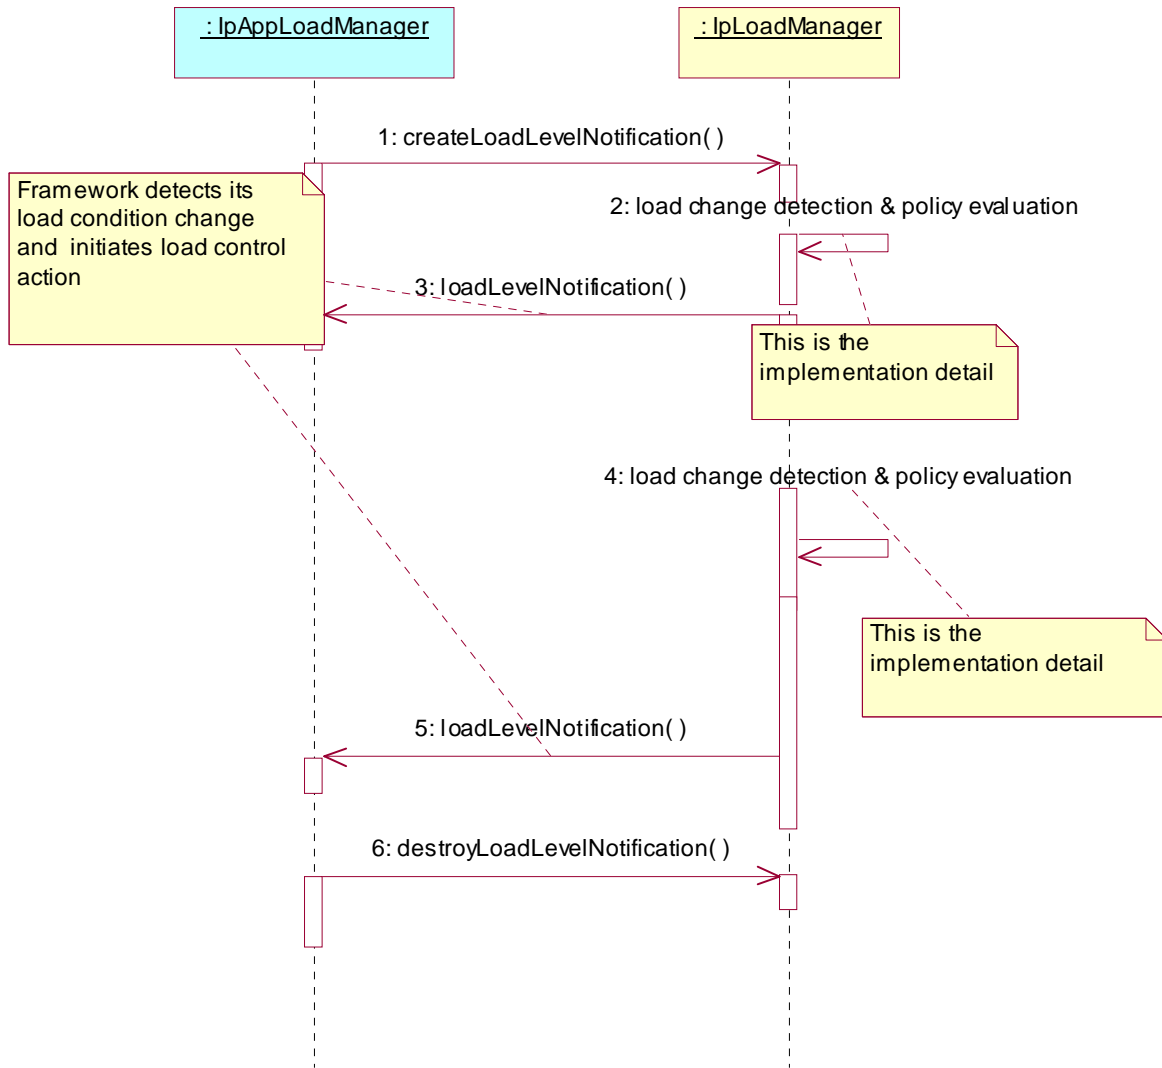 : IpAppLoadManager
: IpLoadManager
1: createLoadLevelNotification( )
Framework detects its
load condition change
and initiates load control
action
2: load change detection & policy evaluation
3: loadLevelNotification( )
This is the
implementation detail
4: load change detection & policy evaluation
This is the
implementation detail
5: loadLevelNotification( )
6: destroyLoadLevelNotification( )